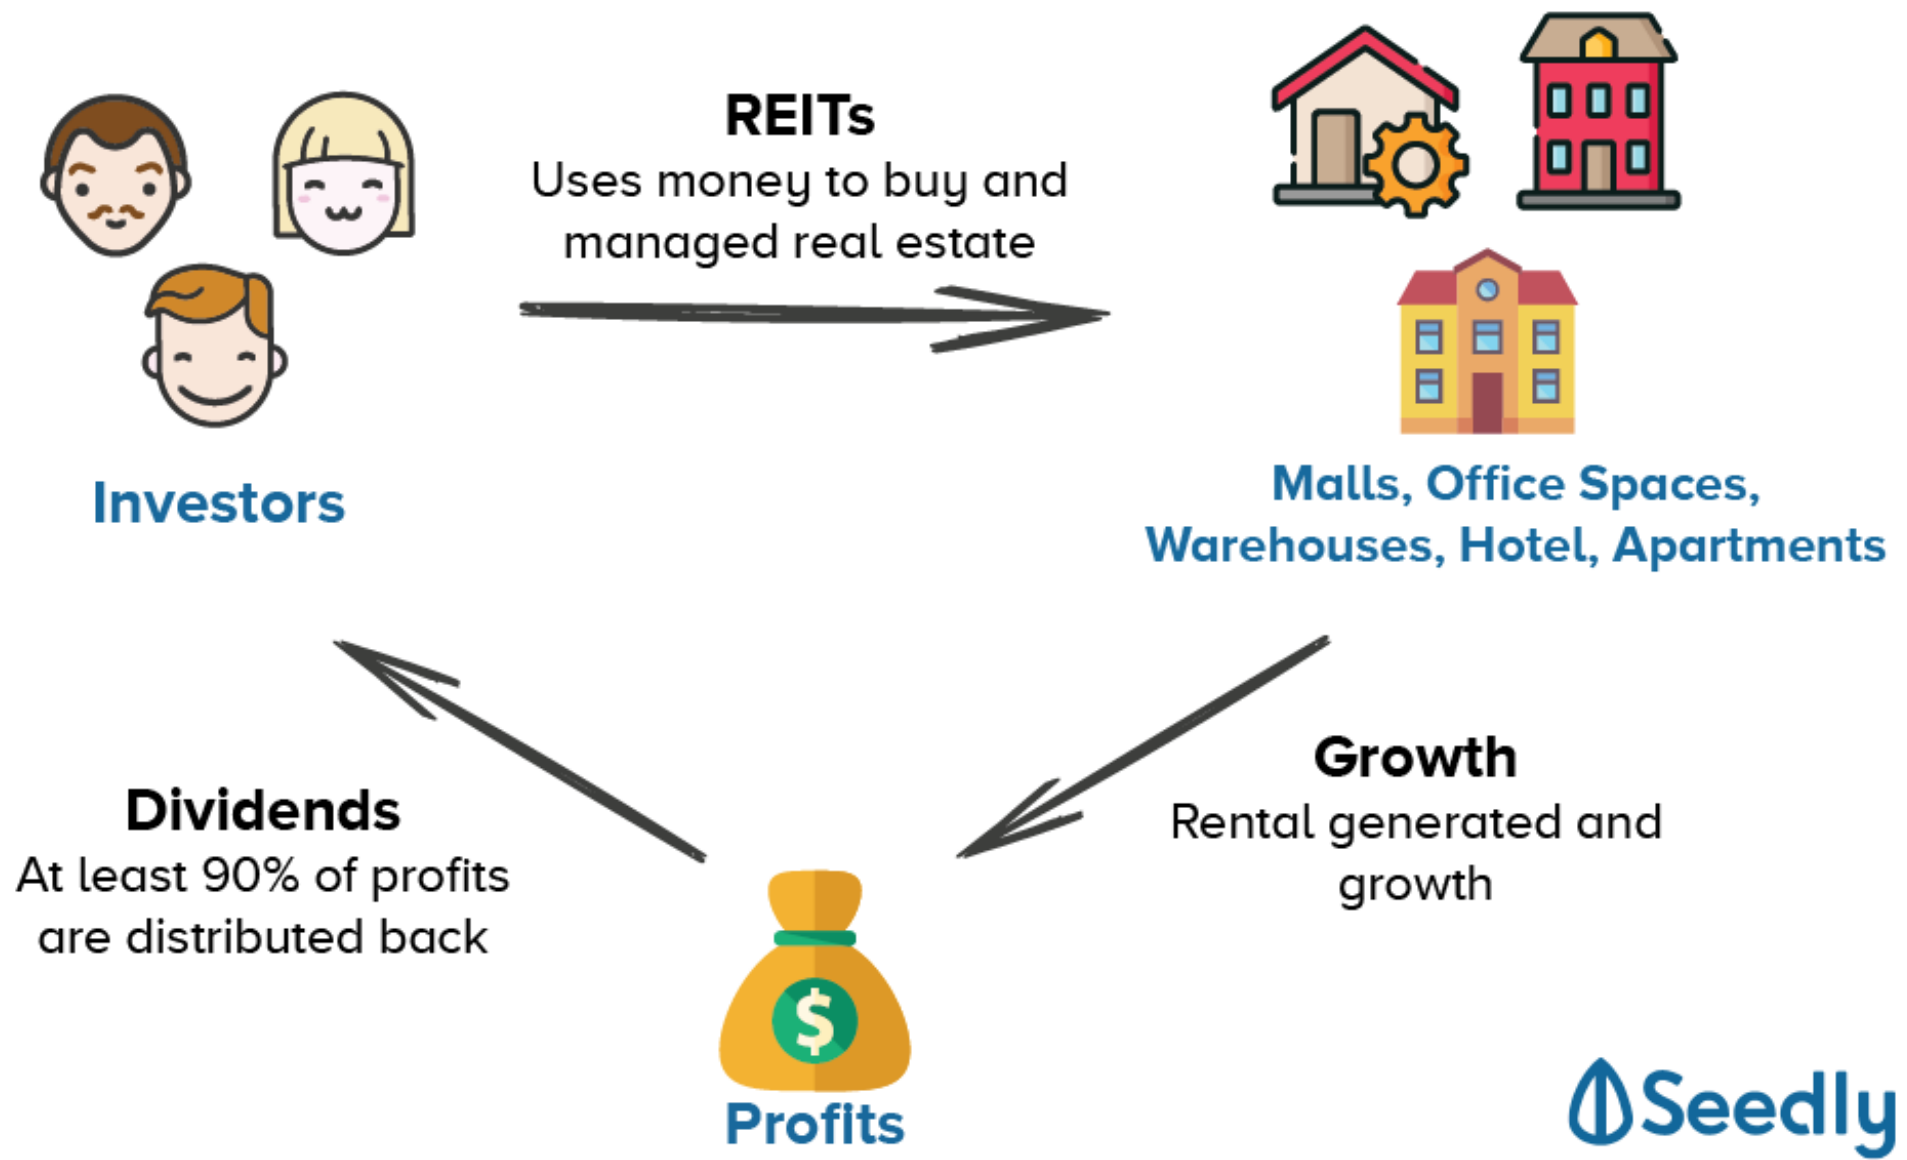 REITs
Uses money to buy and
managed real estate
Investors
Malls, Office Spaces,
Warehouses, Hotel, Apartments
Growth
Rental generated and
growth
Dividends
At least 90% of profits
are distributed back
$
Profits
Seedly